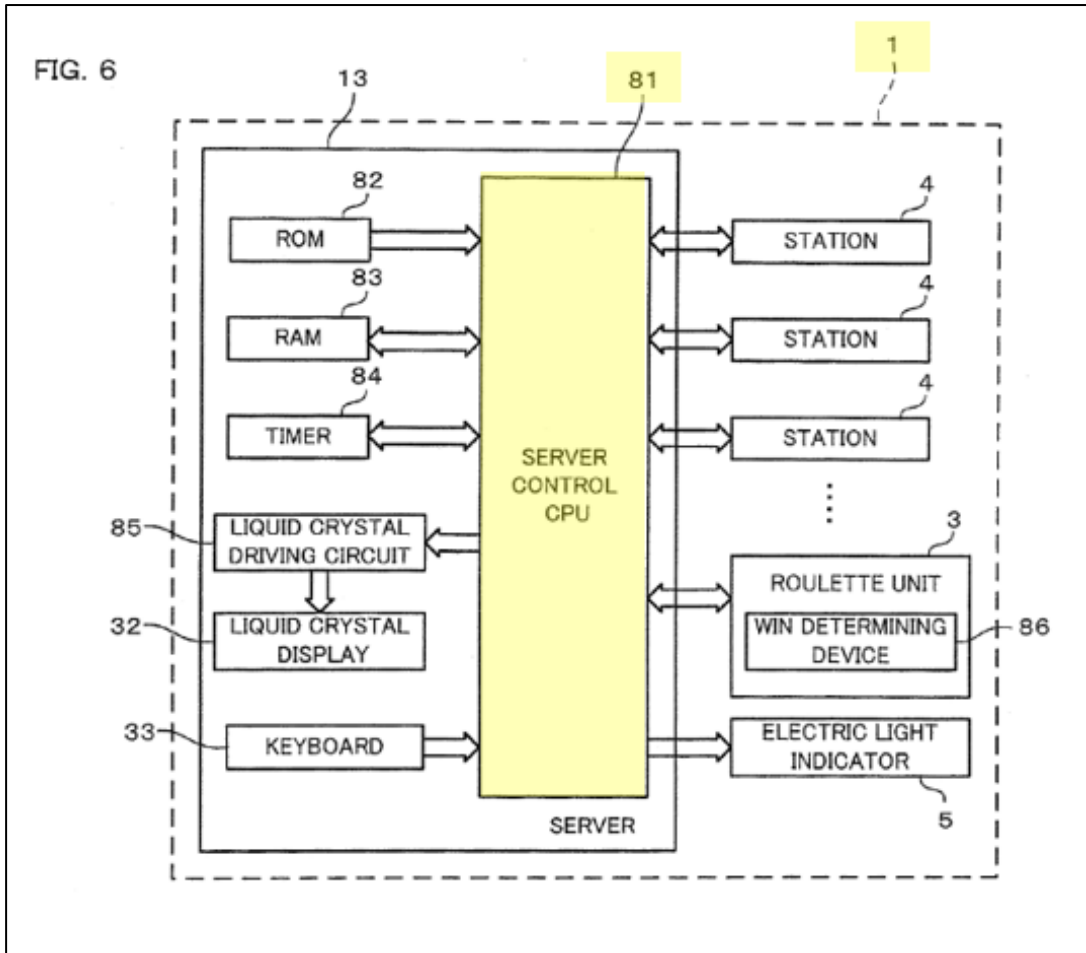 FIG. 6
1
13
81
82
ROM
4
STATION
83
RAM
4
STATION
84
TIMER
4
STATION
SERVER
CONTROL
CPU
85
LIQUID CRYSTAL
DRIVING CIRCUIT
3
ROULETTE UNIT
32
LIQUID CRYSTAL
DISPLAY
WIN DETERMINING
DEVICE
86
33
KEYBOARD
ELECTRIC LIGHT
INDICATOR
5
SERVER